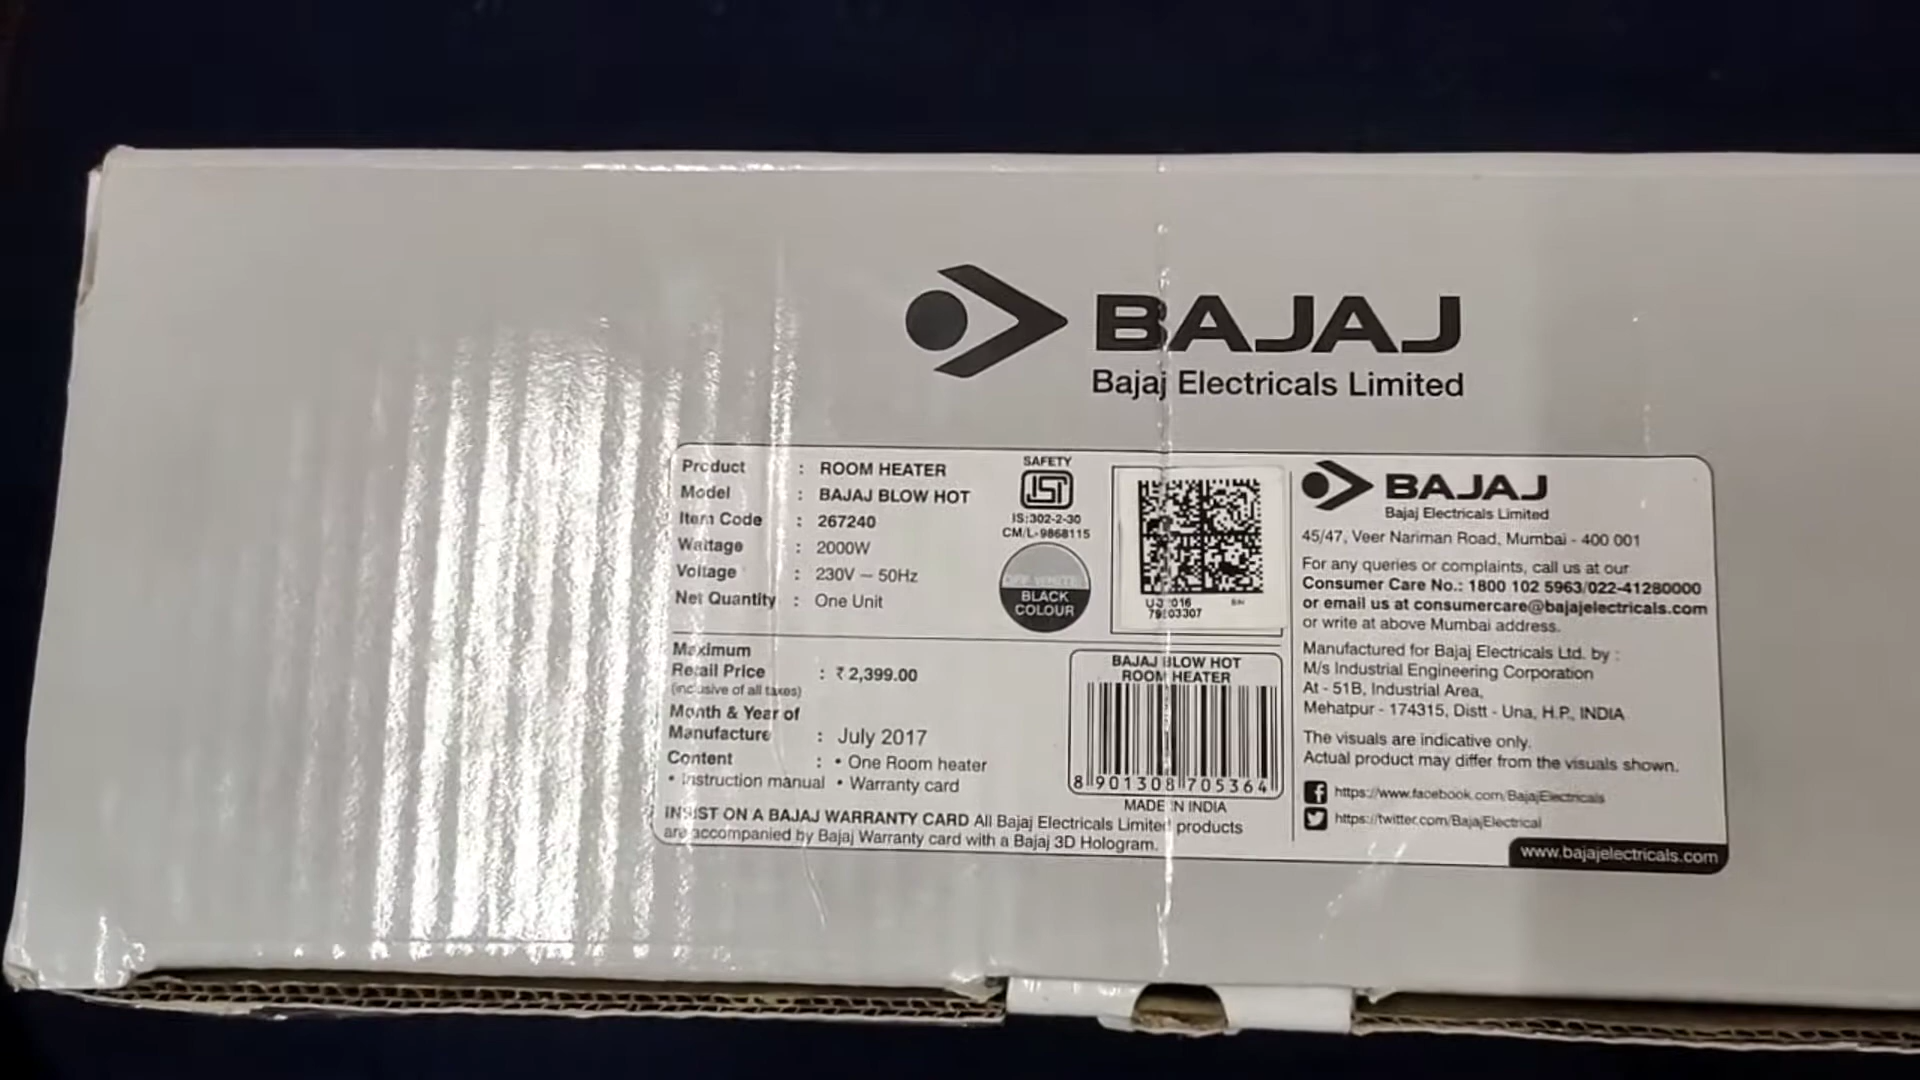 BAJAJ
Bajaj Electricals Limited
Product : ROOM HEATER
Model : BAJAJ BLOW HOT
Item Code : 267240
Wattage : 2000W
Voltage : 230V – 50Hz
Net Quantity : One Unit
SAFETY
ISI
IS:302-2-30
CM/L-9868115
OFF WHITE
BLACK
COLOUR
Maximum
Retail Price : ₹ 2,399.00
(inclusive of all taxes)
Month & Year of
Manufacture : July 2017
Content : • One Room heater
• Instruction manual • Warranty card
BAJAJ BLOW HOT
ROOM HEATER
8 901308 705364
MADE IN INDIA
INSIST ON A BAJAJ WARRANTY CARD All Bajaj Electricals Limited products
are accompanied by Bajaj Warranty card with a Bajaj 3D Hologram.
BAJAJ
Bajaj Electricals Limited
45/47, Veer Nariman Road, Mumbai - 400 001
For any queries or complaints, call us at our
Consumer Care No.: 1800 102 5963/022-41280000
or email us at consumercare@bajajelectricals.com
or write at above Mumbai address.
Manufactured for Bajaj Electricals Ltd. by :
M/s Industrial Engineering Corporation
At - 51B, Industrial Area,
Mehatpur - 174315, Distt - Una, H.P., INDIA
The visuals are indicative only.
Actual product may differ from the visuals shown.
https://www.facebook.com/BajajElectricals
https://twitter.com/BajajElectrical
www.bajajelectricals.com